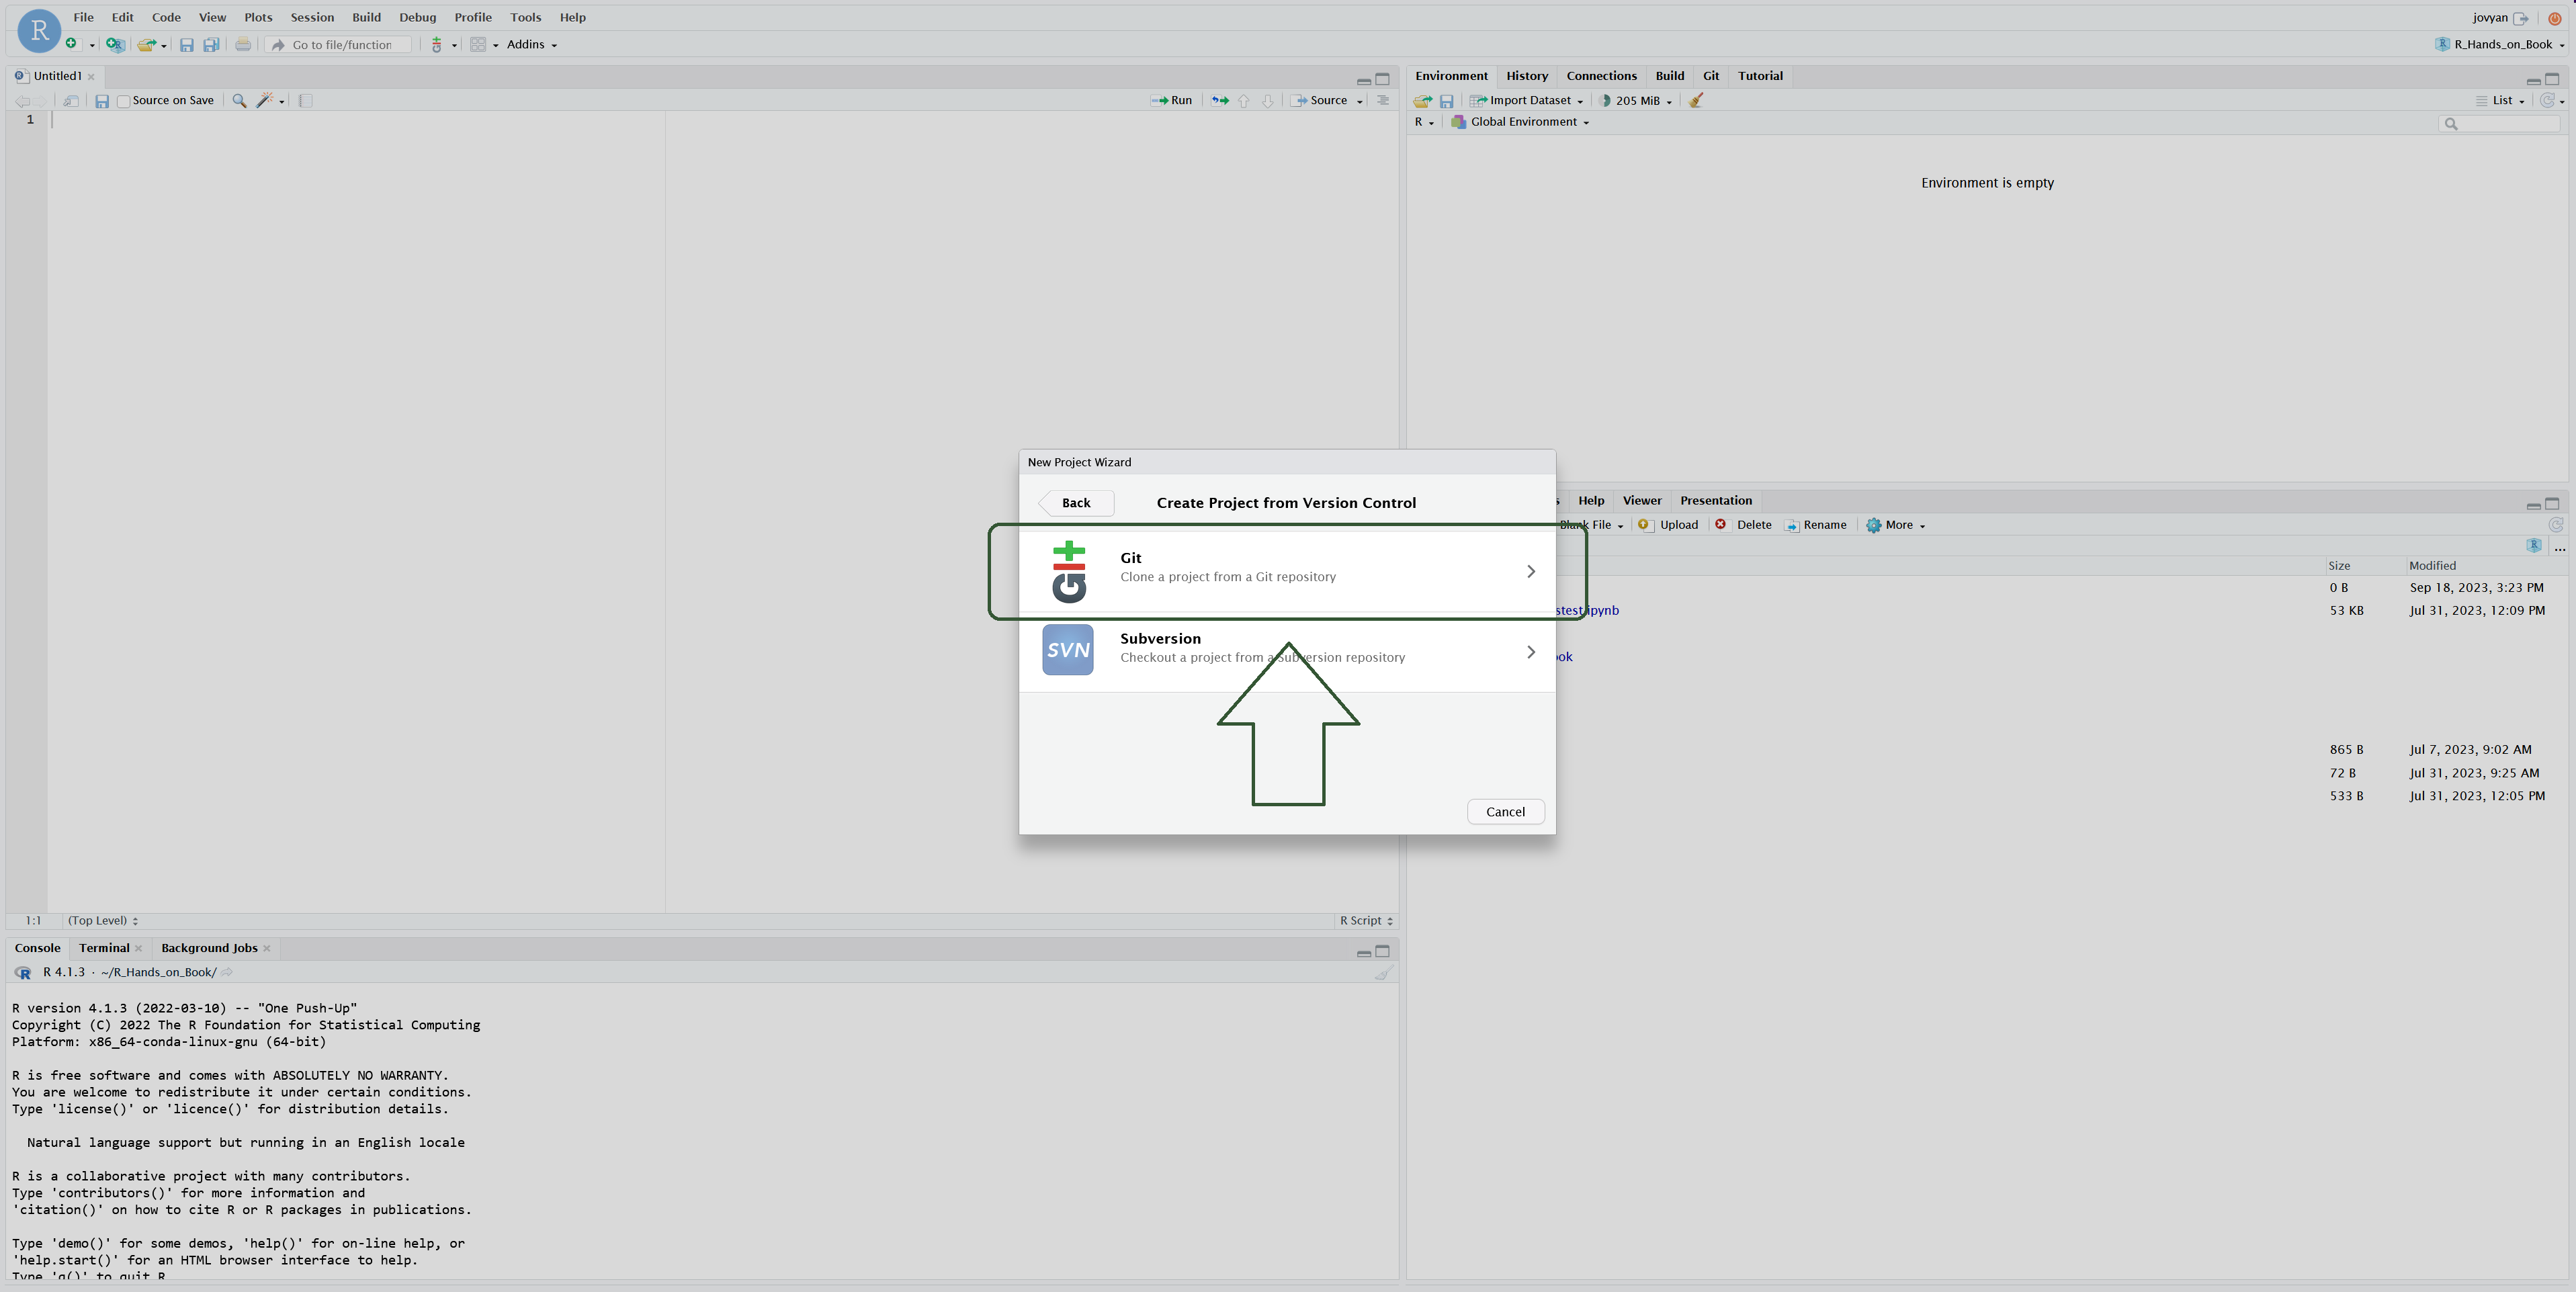 File Edit Code View Plots Session Build Debug Profile Tools Help
jovyan
R
Go to file/function
Addins
R_Hands_on_Book
Untitled1
Source on Save
Run
Source
1
1:1
(Top Level)
R Script
Environment History Connections Build Git Tutorial
Import Dataset
205 MiB
List
R
Global Environment
Environment is empty
New Project Wizard
Back
Create Project from Version Control
git
Git
Clone a project from a Git repository
SVN
Subversion
Checkout a project from a Subversion repository
Cancel
s Help Viewer Presentation
Blank File
Upload
Delete
Rename
More
...
Size
Modified
0 B
Sep 18, 2023, 3:23 PM
stest.ipynb
53 KB
Jul 31, 2023, 12:09 PM
ook
865 B
Jul 7, 2023, 9:02 AM
72 B
Jul 31, 2023, 9:25 AM
533 B
Jul 31, 2023, 12:05 PM
Console Terminal Background Jobs
R 4.1.3 · ~/R_Hands_on_Book/
R version 4.1.3 (2022-03-10) -- "One Push-Up"
Copyright (C) 2022 The R Foundation for Statistical Computing
Platform: x86_64-conda-linux-gnu (64-bit)
R is free software and comes with ABSOLUTELY NO WARRANTY.
You are welcome to redistribute it under certain conditions.
Type 'license()' or 'licence()' for distribution details.
Natural language support but running in an English locale
R is a collaborative project with many contributors.
Type 'contributors()' for more information and
'citation()' on how to cite R or R packages in publications.
Type 'demo()' for some demos, 'help()' for on-line help, or
'help.start()' for an HTML browser interface to help.
Type 'q()' to quit R